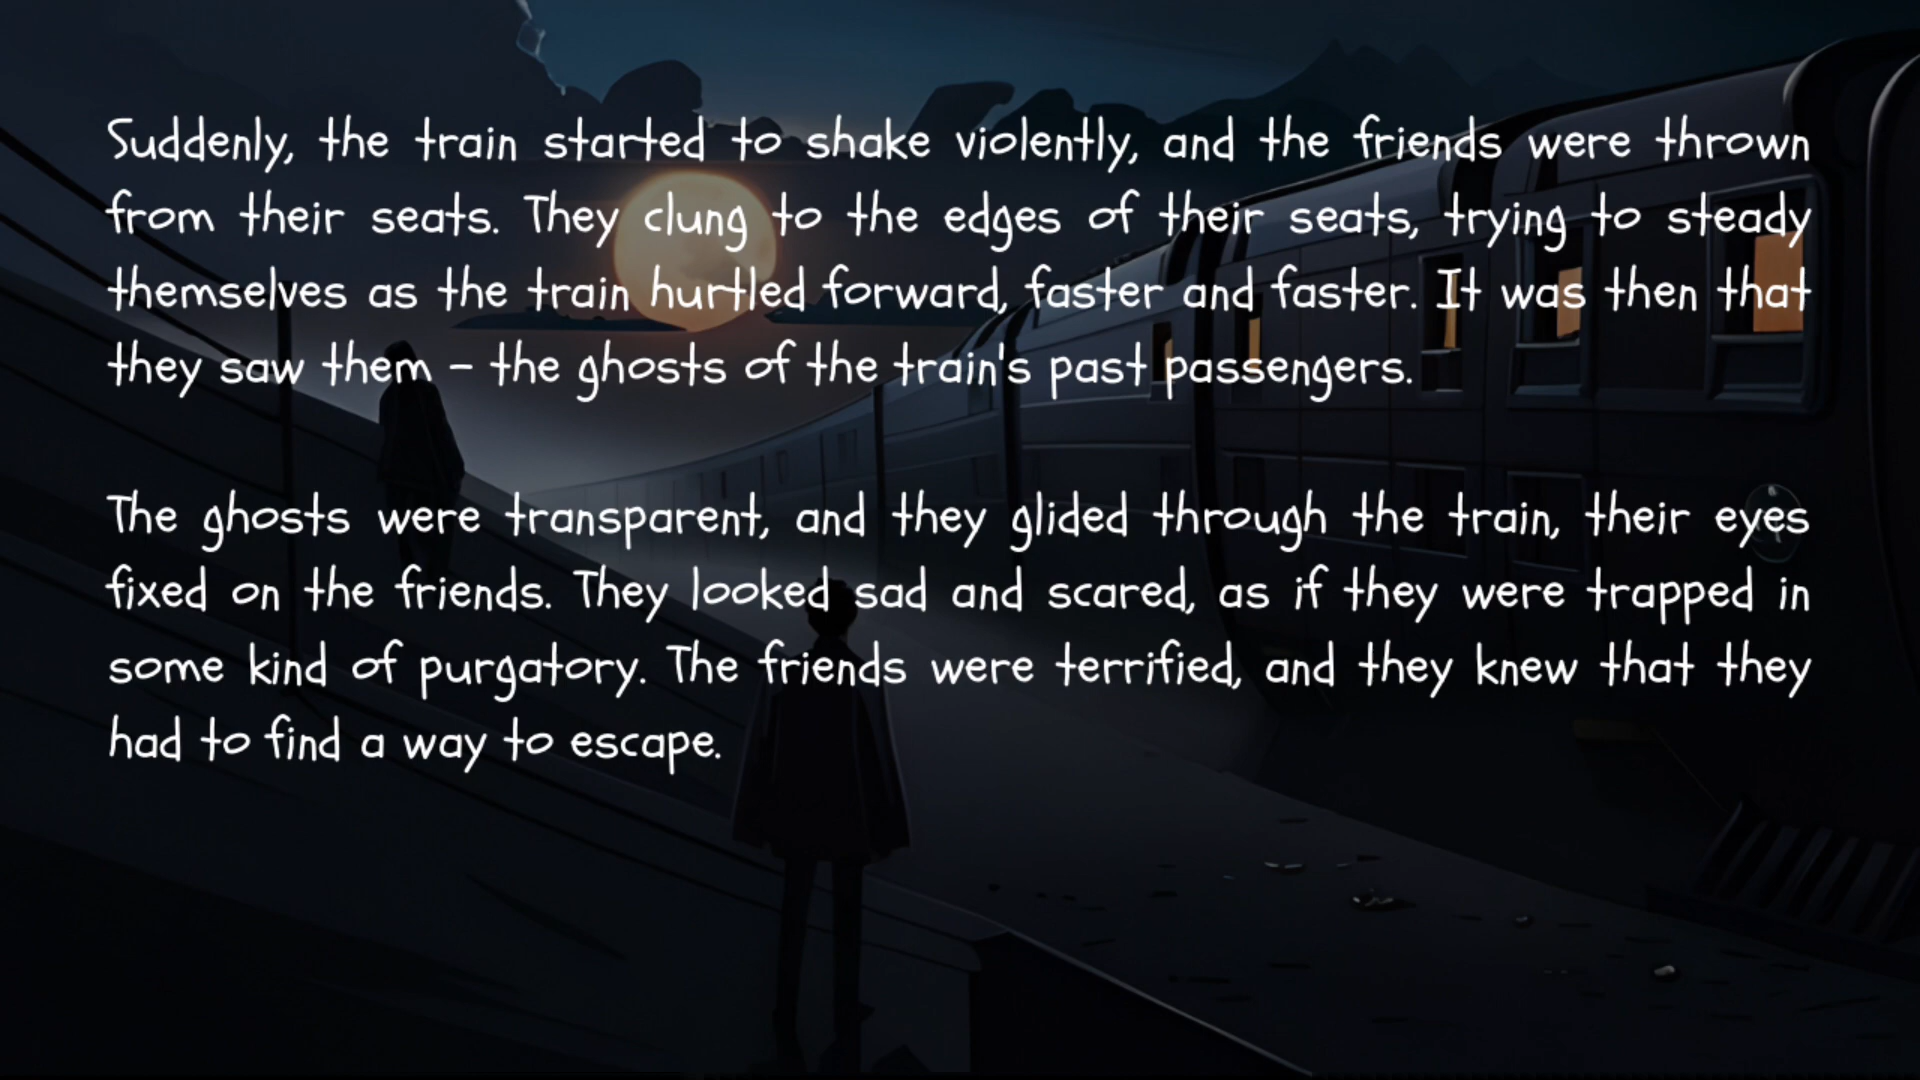 Suddenly, the train started to shake violently, and the friends were thrown
from their seats. They clung to the edges of their seats, trying to steady
themselves as the train hurtled forward, faster and faster. It was then that
they saw them - the ghosts of the train's past passengers.
The ghosts were transparent, and they glided through the train, their eyes
fixed on the friends. They looked sad and scared, as if they were trapped in
some kind of purgatory. The friends were terrified, and they knew that they
had to find a way to escape.